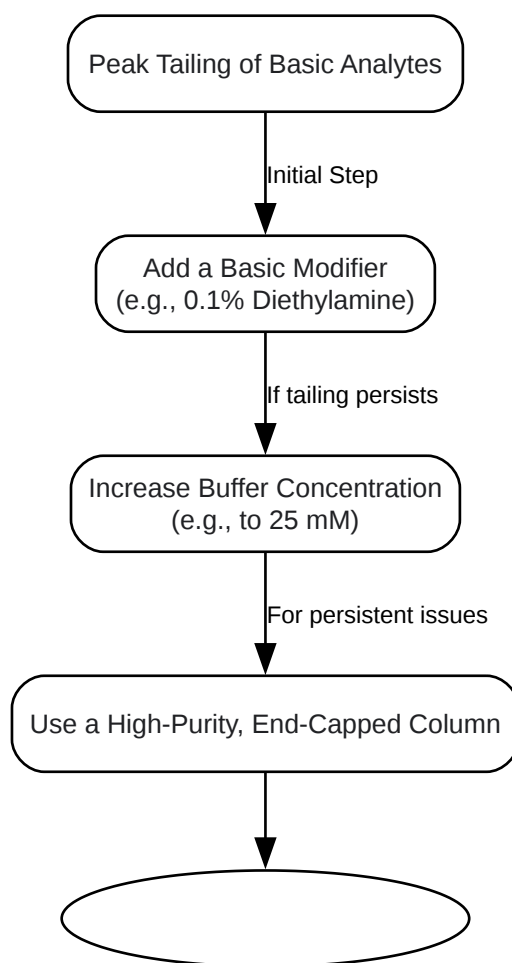 Peak Tailing of Basic Analytes
Initial Step
Add a Basic Modifier
(e.g., 0.1% Diethylamine)
If tailing persists
Increase Buffer Concentration
(e.g., to 25 mM)
For persistent issues
Use a High-Purity, End-Capped Column